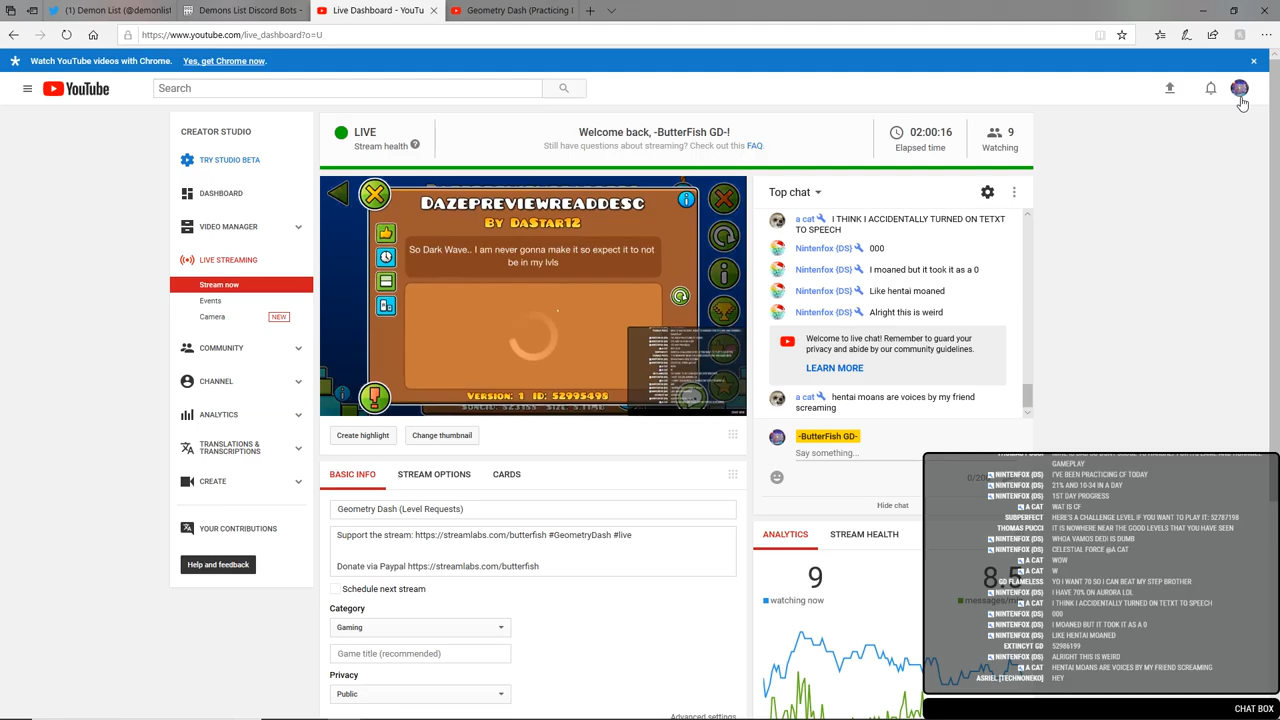 (1) Twitter / Demon List (@demonlist
Demons List Discord Bots -
Live Dashboard - YouTu
Geometry Dash (Practicing I
https://www.youtube.com/live_dashboard?o=U
Watch YouTube videos with Chrome. Yes, get Chrome now.
YouTube
Search
CREATOR STUDIO
TRY STUDIO BETA
DASHBOARD
VIDEO MANAGER
LIVE STREAMING
Stream now
Events
Camera
NEW
COMMUNITY
CHANNEL
ANALYTICS
TRANSLATIONS &
TRANSCRIPTIONS
CREATE
YOUR CONTRIBUTIONS
Help and feedback
LIVE
Stream health
Welcome back, -ButterFish GD-!
Still have questions about streaming? Check out this FAQ.
02:00:16
Elapsed time
9
Watching
DAZEPREVIEWREADDESC
BY DASTAR12
So Dark Wave.. I am never gonna make it so expect it to not
be in my lvls
VERSION: 1 ID: 52995498
Create highlight
Change thumbnail
BASIC INFO
STREAM OPTIONS
CARDS
Geometry Dash (Level Requests)
Support the stream: https://streamlabs.com/butterfish #GeometryDash #live
Donate via Paypal https://streamlabs.com/butterfish
Schedule next stream
Category
Gaming
Game title (recommended)
Privacy
Public
Advanced settings
Top chat
a cat I THINK I ACCIDENTALLY TURNED ON TETXT
TO SPEECH
Nintenfox {DS} 000
Nintenfox {DS} I moaned but it took it as a 0
Nintenfox {DS} Like hentai moaned
Nintenfox {DS} Alright this is weird
Welcome to live chat! Remember to guard your
privacy and abide by our community guidelines.
LEARN MORE
a cat hentai moans are voices by my friend
screaming
-ButterFish GD-
Say something...
Hide chat
ANALYTICS
STREAM HEALTH
9
watching now
8.5
messages/m
GAMEPLAY
NINTENFOX {DS} I'VE BEEN PRACTICING CF TODAY
NINTENFOX {DS} 21% AND 10-34 IN A DAY
NINTENFOX {DS} 1ST DAY PROGRESS
A CAT WAT IS CF
SUBPERFECT HERE'S A CHALLENGE LEVEL IF YOU WANT TO PLAY IT: 52787198
THOMAS PUCCI IT IS NOWHERE NEAR THE GOOD LEVELS THAT YOU HAVE SEEN
NINTENFOX {DS} WHOA VAMOS DEDI IS DUMB
NINTENFOX {DS} CELESTIAL FORCE @A CAT
A CAT WOW
A CAT W
GD FLAMELESS YO I WANT 70 SO I CAN BEAT MY STEP BROTHER
NINTENFOX {DS} I HAVE 70% ON AURORA LOL
A CAT I THINK I ACCIDENTALLY TURNED ON TETXT TO SPEECH
NINTENFOX {DS} 000
NINTENFOX {DS} I MOANED BUT IT TOOK IT AS A 0
NINTENFOX {DS} LIKE HENTAI MOANED
EXTINCYT GD 52986199
NINTENFOX {DS} ALRIGHT THIS IS WEIRD
A CAT HENTAI MOANS ARE VOICES BY MY FRIEND SCREAMING
ASRIEL [TECHNONEKO] HEY
CHAT BOX